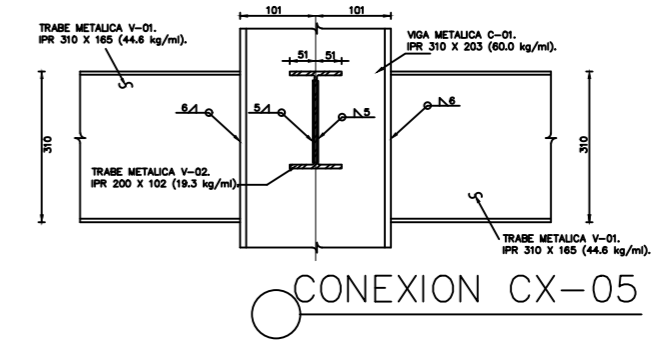 101 101
TRABE METALICA V-01.
IPR 310 X 165 (44.6 kg/ml).
VIGA METALICA C-01.
IPR 310 X 203 (60.0 kg/ml).
51 51
6 5 5 6
310 310
TRABE METALICA V-02.
IPR 200 X 102 (19.3 kg/ml).
TRABE METALICA V-01.
IPR 310 X 165 (44.6 kg/ml).
CONEXION CX-05